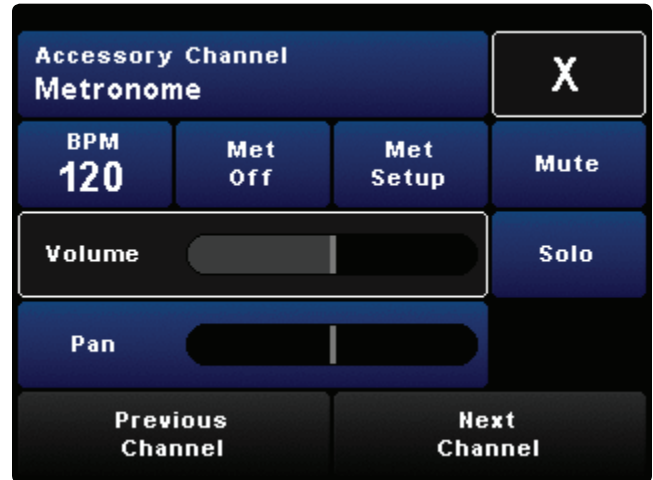 Accessory Channel
Metronome
X
BPM
120
Met
Off
Met
Setup
Mute
Volume
Solo
Pan
Previous
Channel
Next
Channel